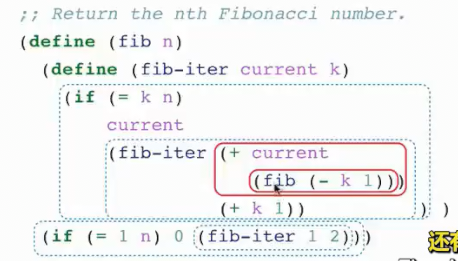 ;; Return the nth Fibonacci number.
(define (fib n)
(define (fib-iter current k)
(if (= k n)
current
(fib-iter (+ current
(fib (- k 1)))
(+ k 1)) ) )
(if (= 1 n) 0 (fib-iter 1 2)))
还有